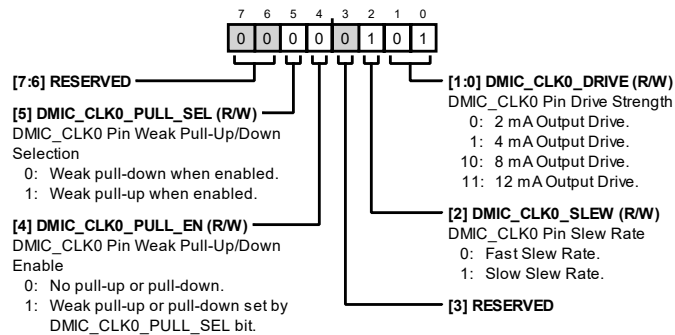 7 6 5 4 3 2 1 0
0 0 0 0 0 1 0 1
[7:6] RESERVED
[5] DMIC_CLK0_PULL_SEL (R/W)
DMIC_CLK0 Pin Weak Pull-Up/Down
Selection
0: Weak pull-down when enabled.
1: Weak pull-up when enabled.
[4] DMIC_CLK0_PULL_EN (R/W)
DMIC_CLK0 Pin Weak Pull-Up/Down
Enable
0: No pull-up or pull-down.
1: Weak pull-up or pull-down set by
DMIC_CLK0_PULL_SEL bit.
[1:0] DMIC_CLK0_DRIVE (R/W)
DMIC_CLK0 Pin Drive Strength
0: 2 mA Output Drive.
1: 4 mA Output Drive.
10: 8 mA Output Drive.
11: 12 mA Output Drive.
[2] DMIC_CLK0_SLEW (R/W)
DMIC_CLK0 Pin Slew Rate
0: Fast Slew Rate.
1: Slow Slew Rate.
[3] RESERVED